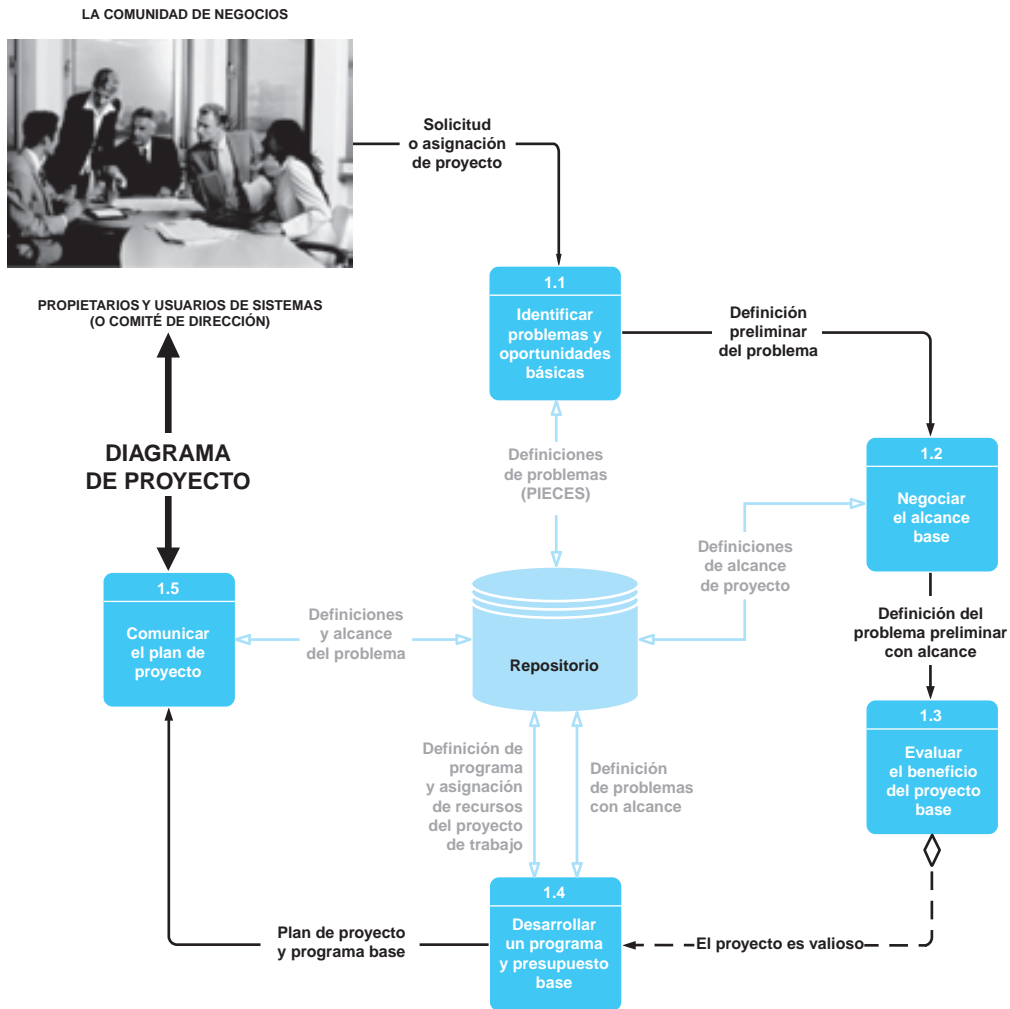 LA COMUNIDAD DE NEGOCIOS
Solicitud
o asignación
de proyecto
PROPIETARIOS Y USUARIOS DE SISTEMAS
(O COMITÉ DE DIRECCIÓN)
1.1
Identificar
problemas y
oportunidades
básicas
Definición
preliminar
del problema
DIAGRAMA
DE PROYECTO
Definiciones
de problemas
(PIECES)
1.2
Negociar
el alcance
base
Definiciones
de alcance
de proyecto
1.5
Comunicar
el plan de
proyecto
Definiciones
y alcance
del problema
Repositorio
Definición del
problema preliminar
con alcance
1.3
Evaluar
el beneficio
del proyecto
base
Definición de
programa
y asignación
de recursos
del proyecto
de trabajo
Definición
de problemas
con alcance
1.4
Desarrollar
un programa
y presupuesto
base
Plan de proyecto
y programa base
El proyecto es valioso